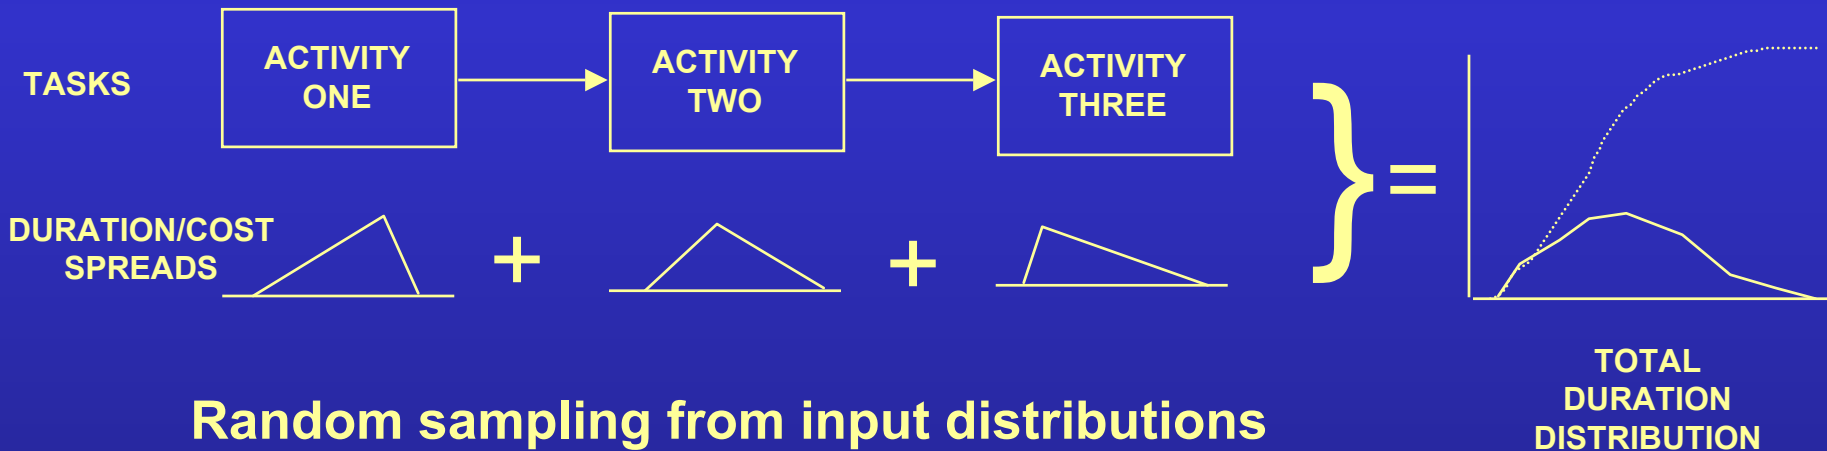 TASKS
ACTIVITY
ONE
ACTIVITY
TWO
ACTIVITY
THREE
}
=
DURATION/COST
SPREADS
+
+
TOTAL
DURATION
DISTRIBUTION
Random sampling from input distributions